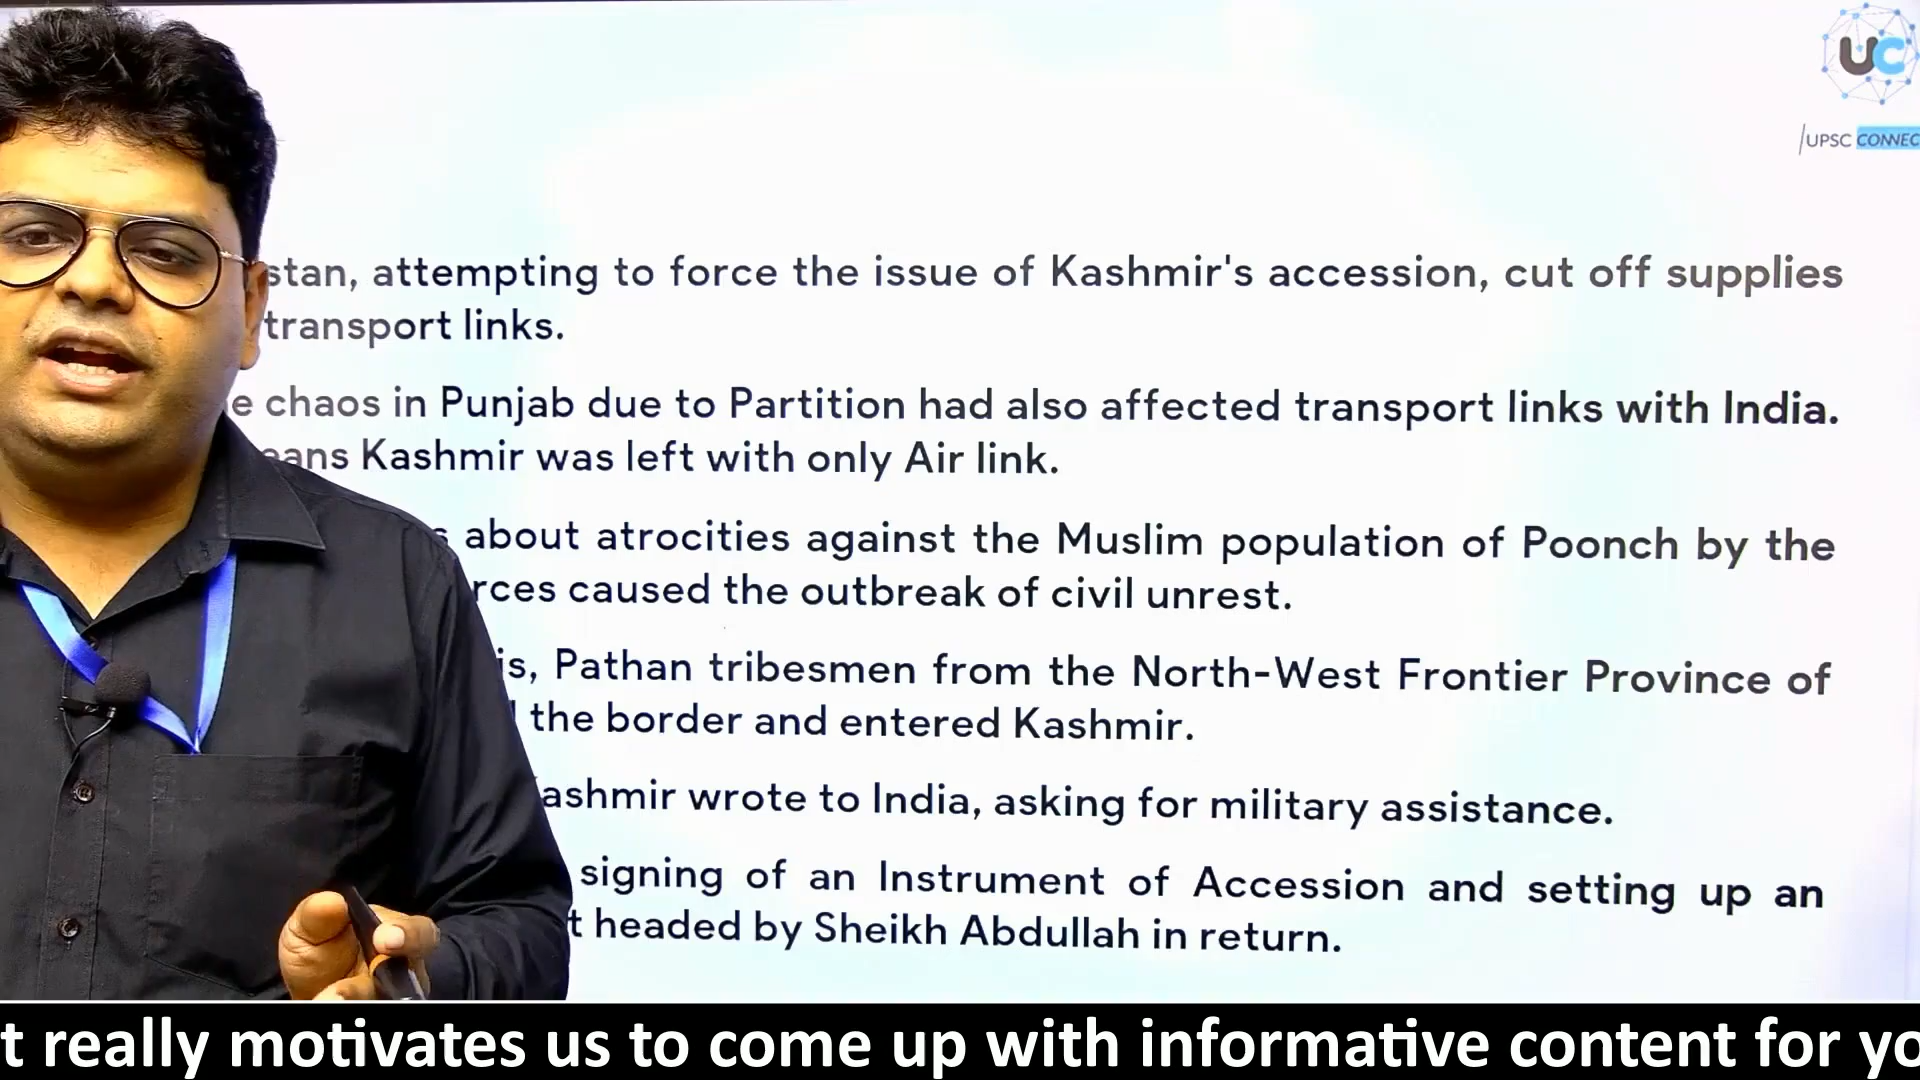 UC
UPSC CONNEC
stan, attempting to force the issue of Kashmir's accession, cut off supplies
transport links.
e chaos in Punjab due to Partition had also affected transport links with India.
eans Kashmir was left with only Air link.
s about atrocities against the Muslim population of Poonch by the
rces caused the outbreak of civil unrest.
is, Pathan tribesmen from the North-West Frontier Province of
the border and entered Kashmir.
ashmir wrote to India, asking for military assistance.
signing of an Instrument of Accession and setting up an
t headed by Sheikh Abdullah in return.
t really motivates us to come up with informative content for yo